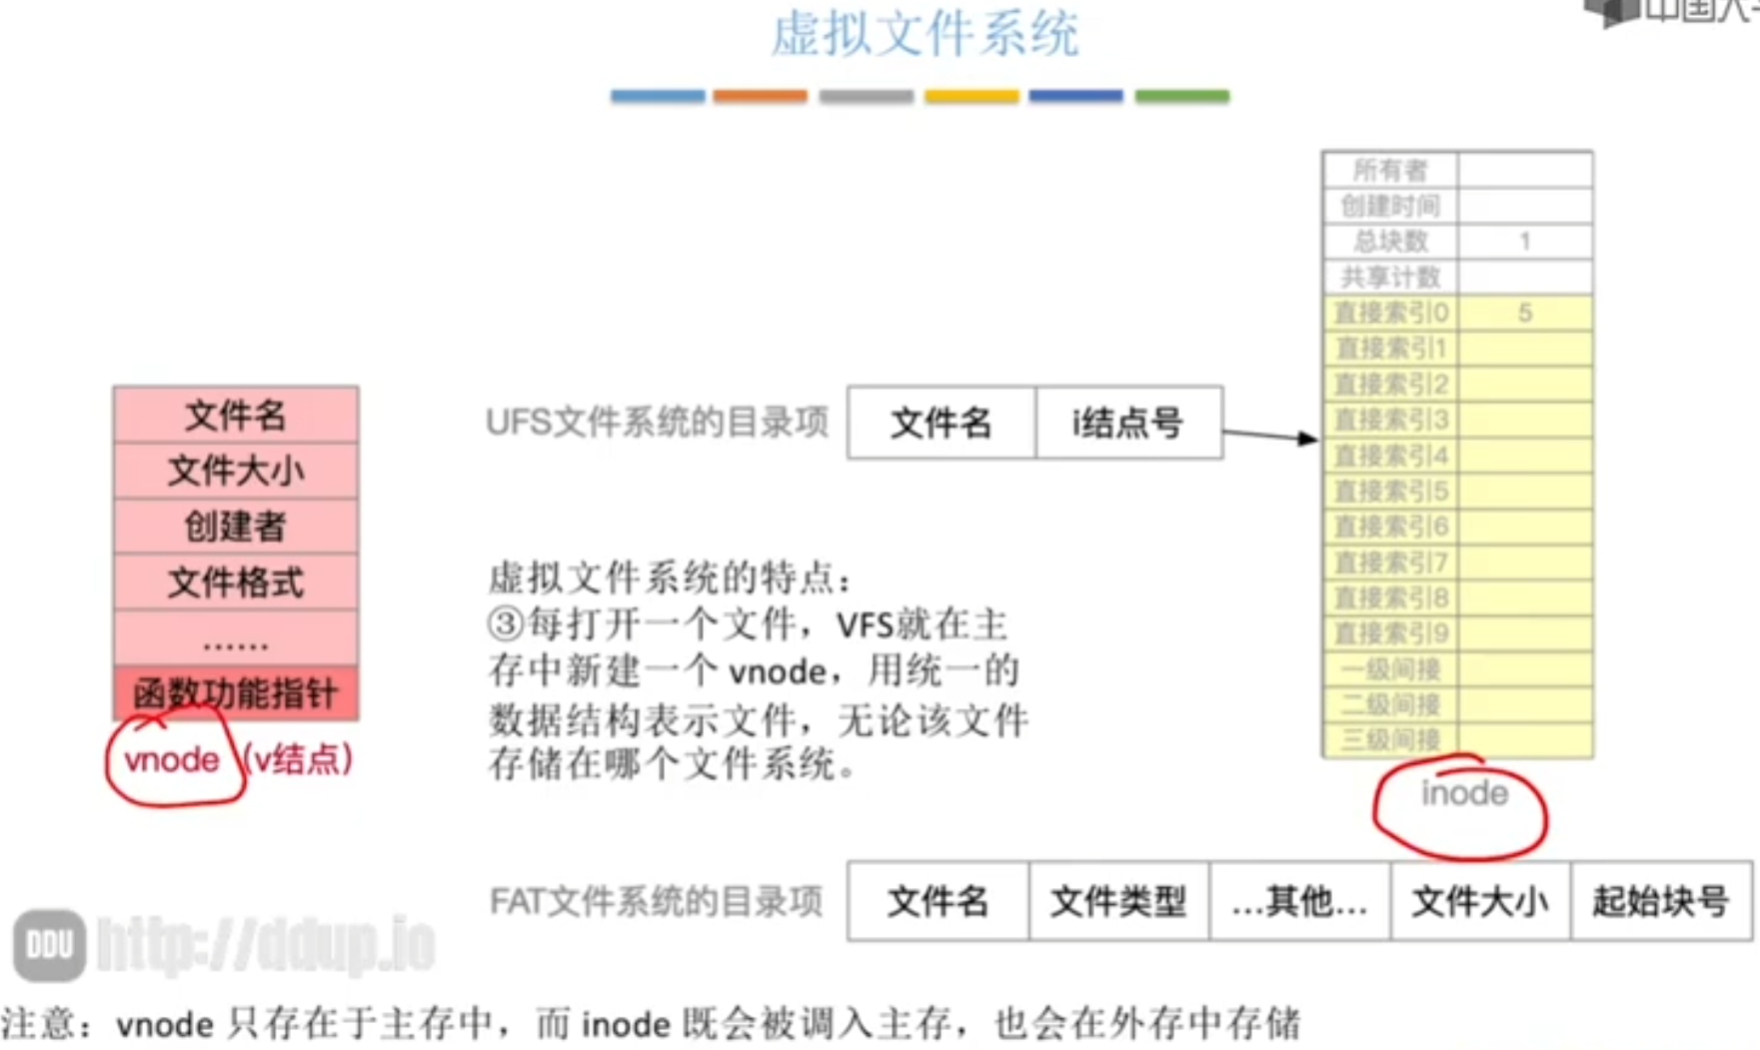 虚拟文件系统
所有者
创建时间
总块数 1
共享计数
直接索引0 5
直接索引1
直接索引2
直接索引3
直接索引4
直接索引5
直接索引6
直接索引7
直接索引8
直接索引9
一级间接
二级间接
三级间接
inode
文件名
文件大小
创建者
文件格式
......
函数功能指针
vnode (v结点)
UFS文件系统的目录项 文件名 i结点号
虚拟文件系统的特点：
③每打开一个文件，VFS就在主
存中新建一个 vnode，用统一的
数据结构表示文件，无论该文件
存储在哪个文件系统。
FAT文件系统的目录项 文件名 文件类型 ...其他... 文件大小 起始块号
DDU http://ddup.io
注意：vnode 只存在于主存中，而 inode 既会被调入主存，也会在外存中存储